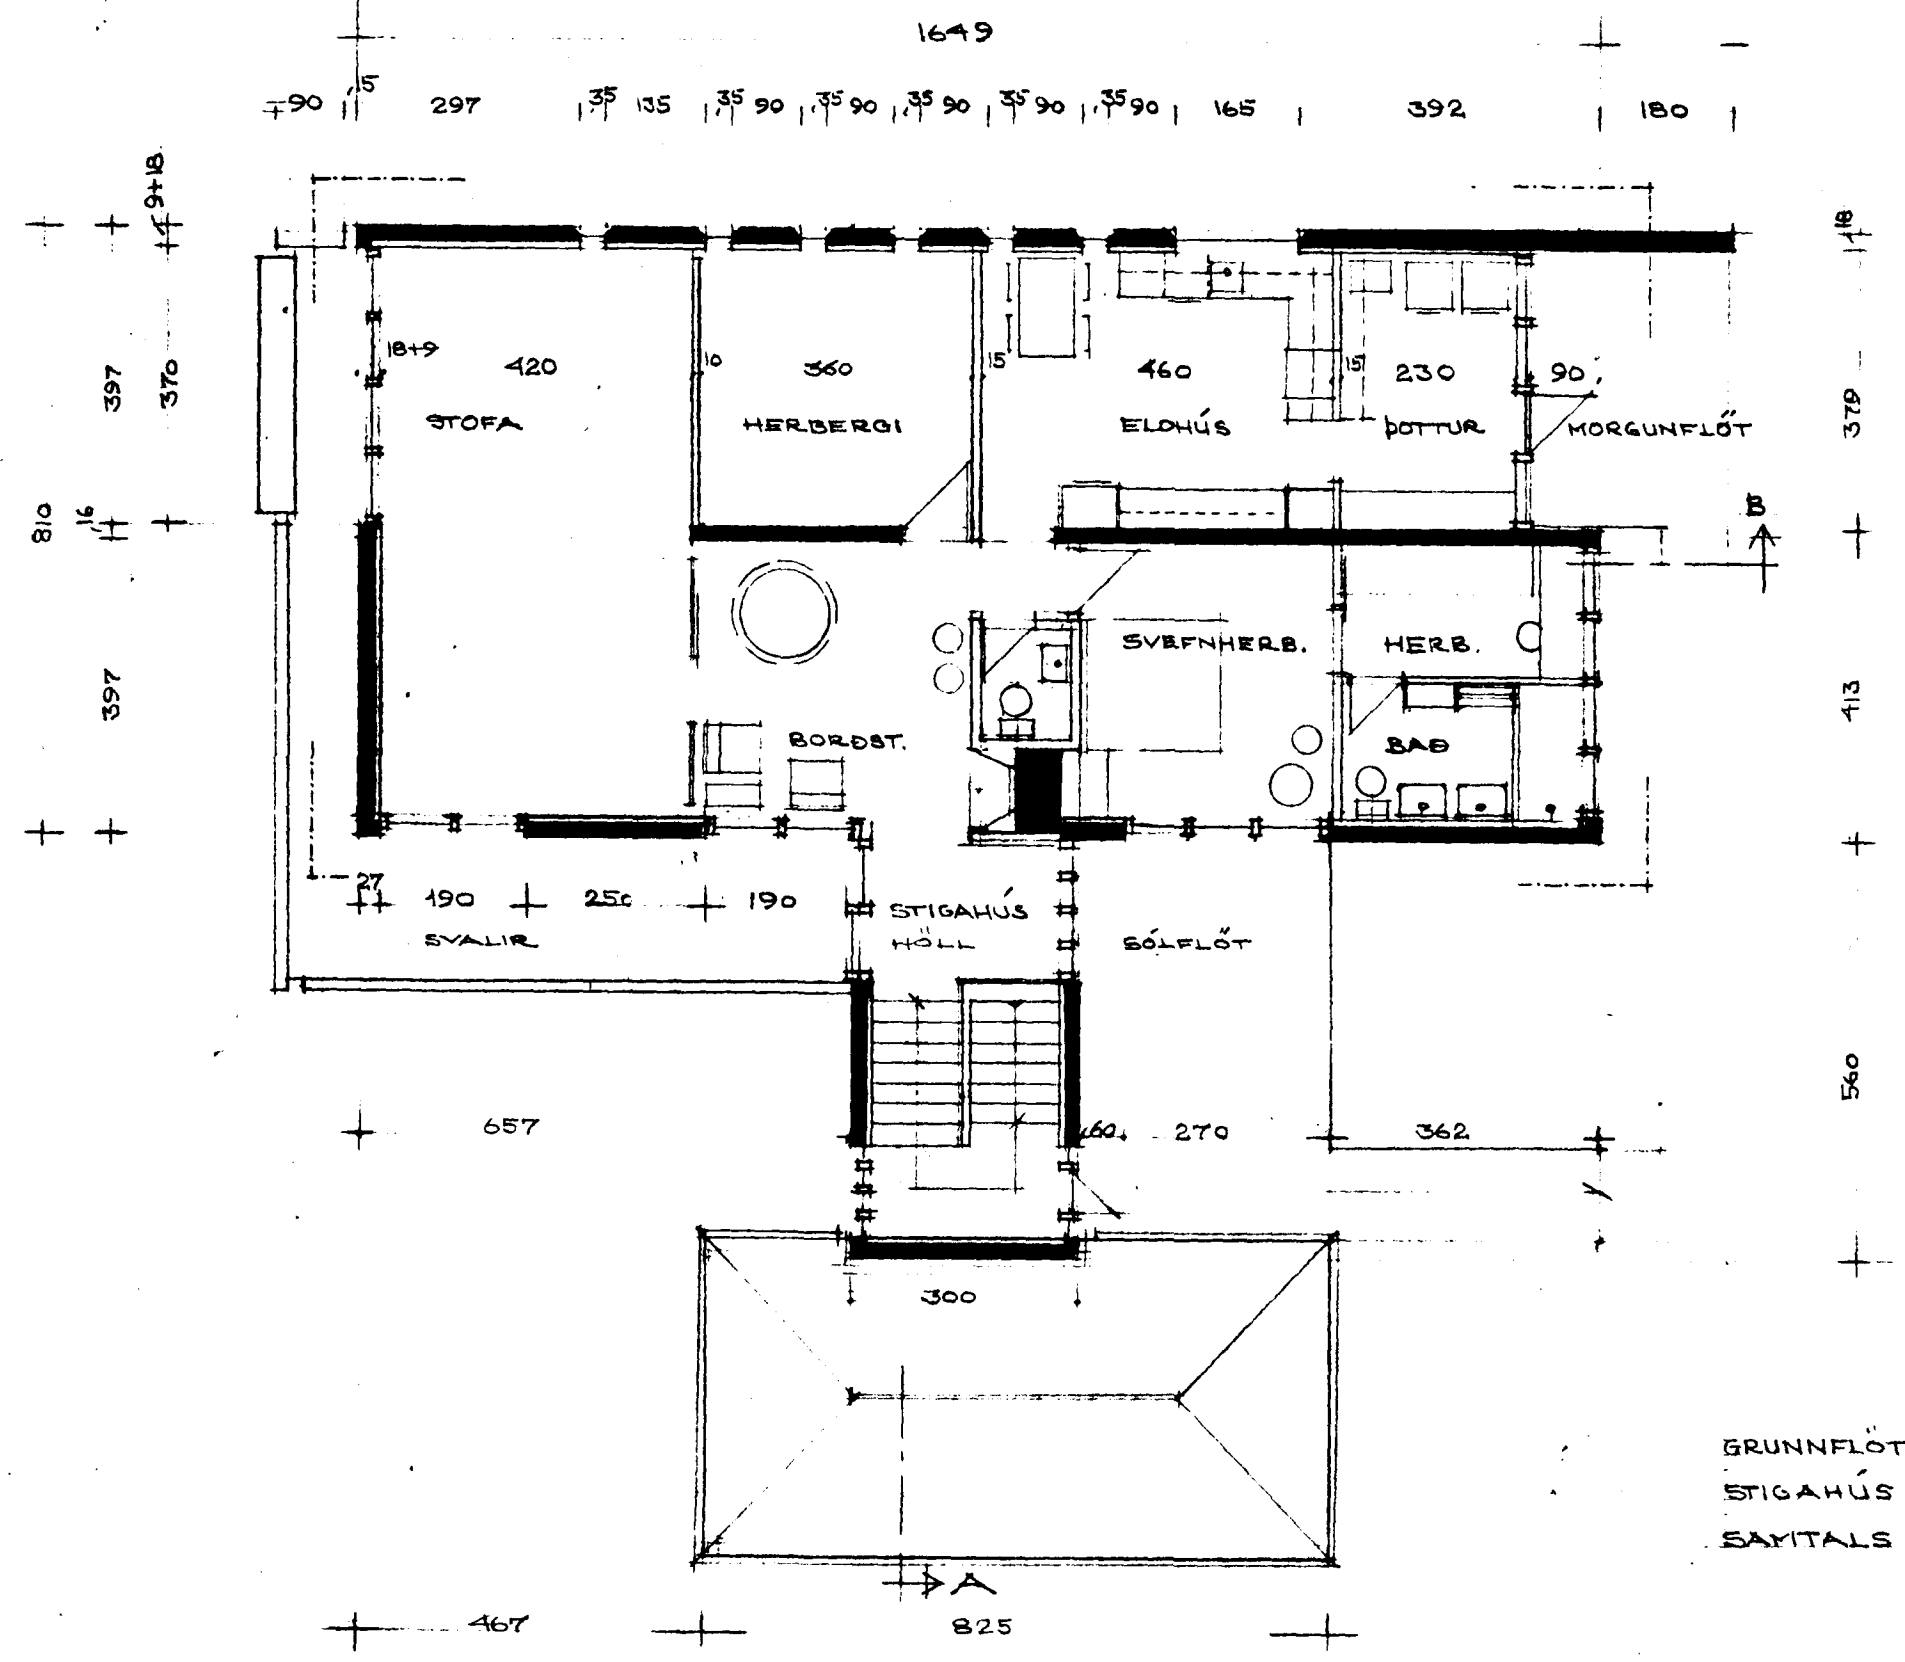 1649
90 5 297 35 135 35 90 35 90 35 90 35 90 35 90 165 392 180
9+18
18
810 397 16 397 370
18+9 420 10 360 15 460 15 230 90
STOFA HERBERGI ELDHÚS ÞOTTUR MORGUNFLÖT
379
B
SVEFNHERB. HERB.
413
BORÐST. BAÐ
27 190 250 190
SVALIR
STIGAHÚS
HÖLL
SÓLFLÖT
560
657 60 270 362
300
GRUNNFLÖT
STIGAHÚS
SAMTALS
A
467 825